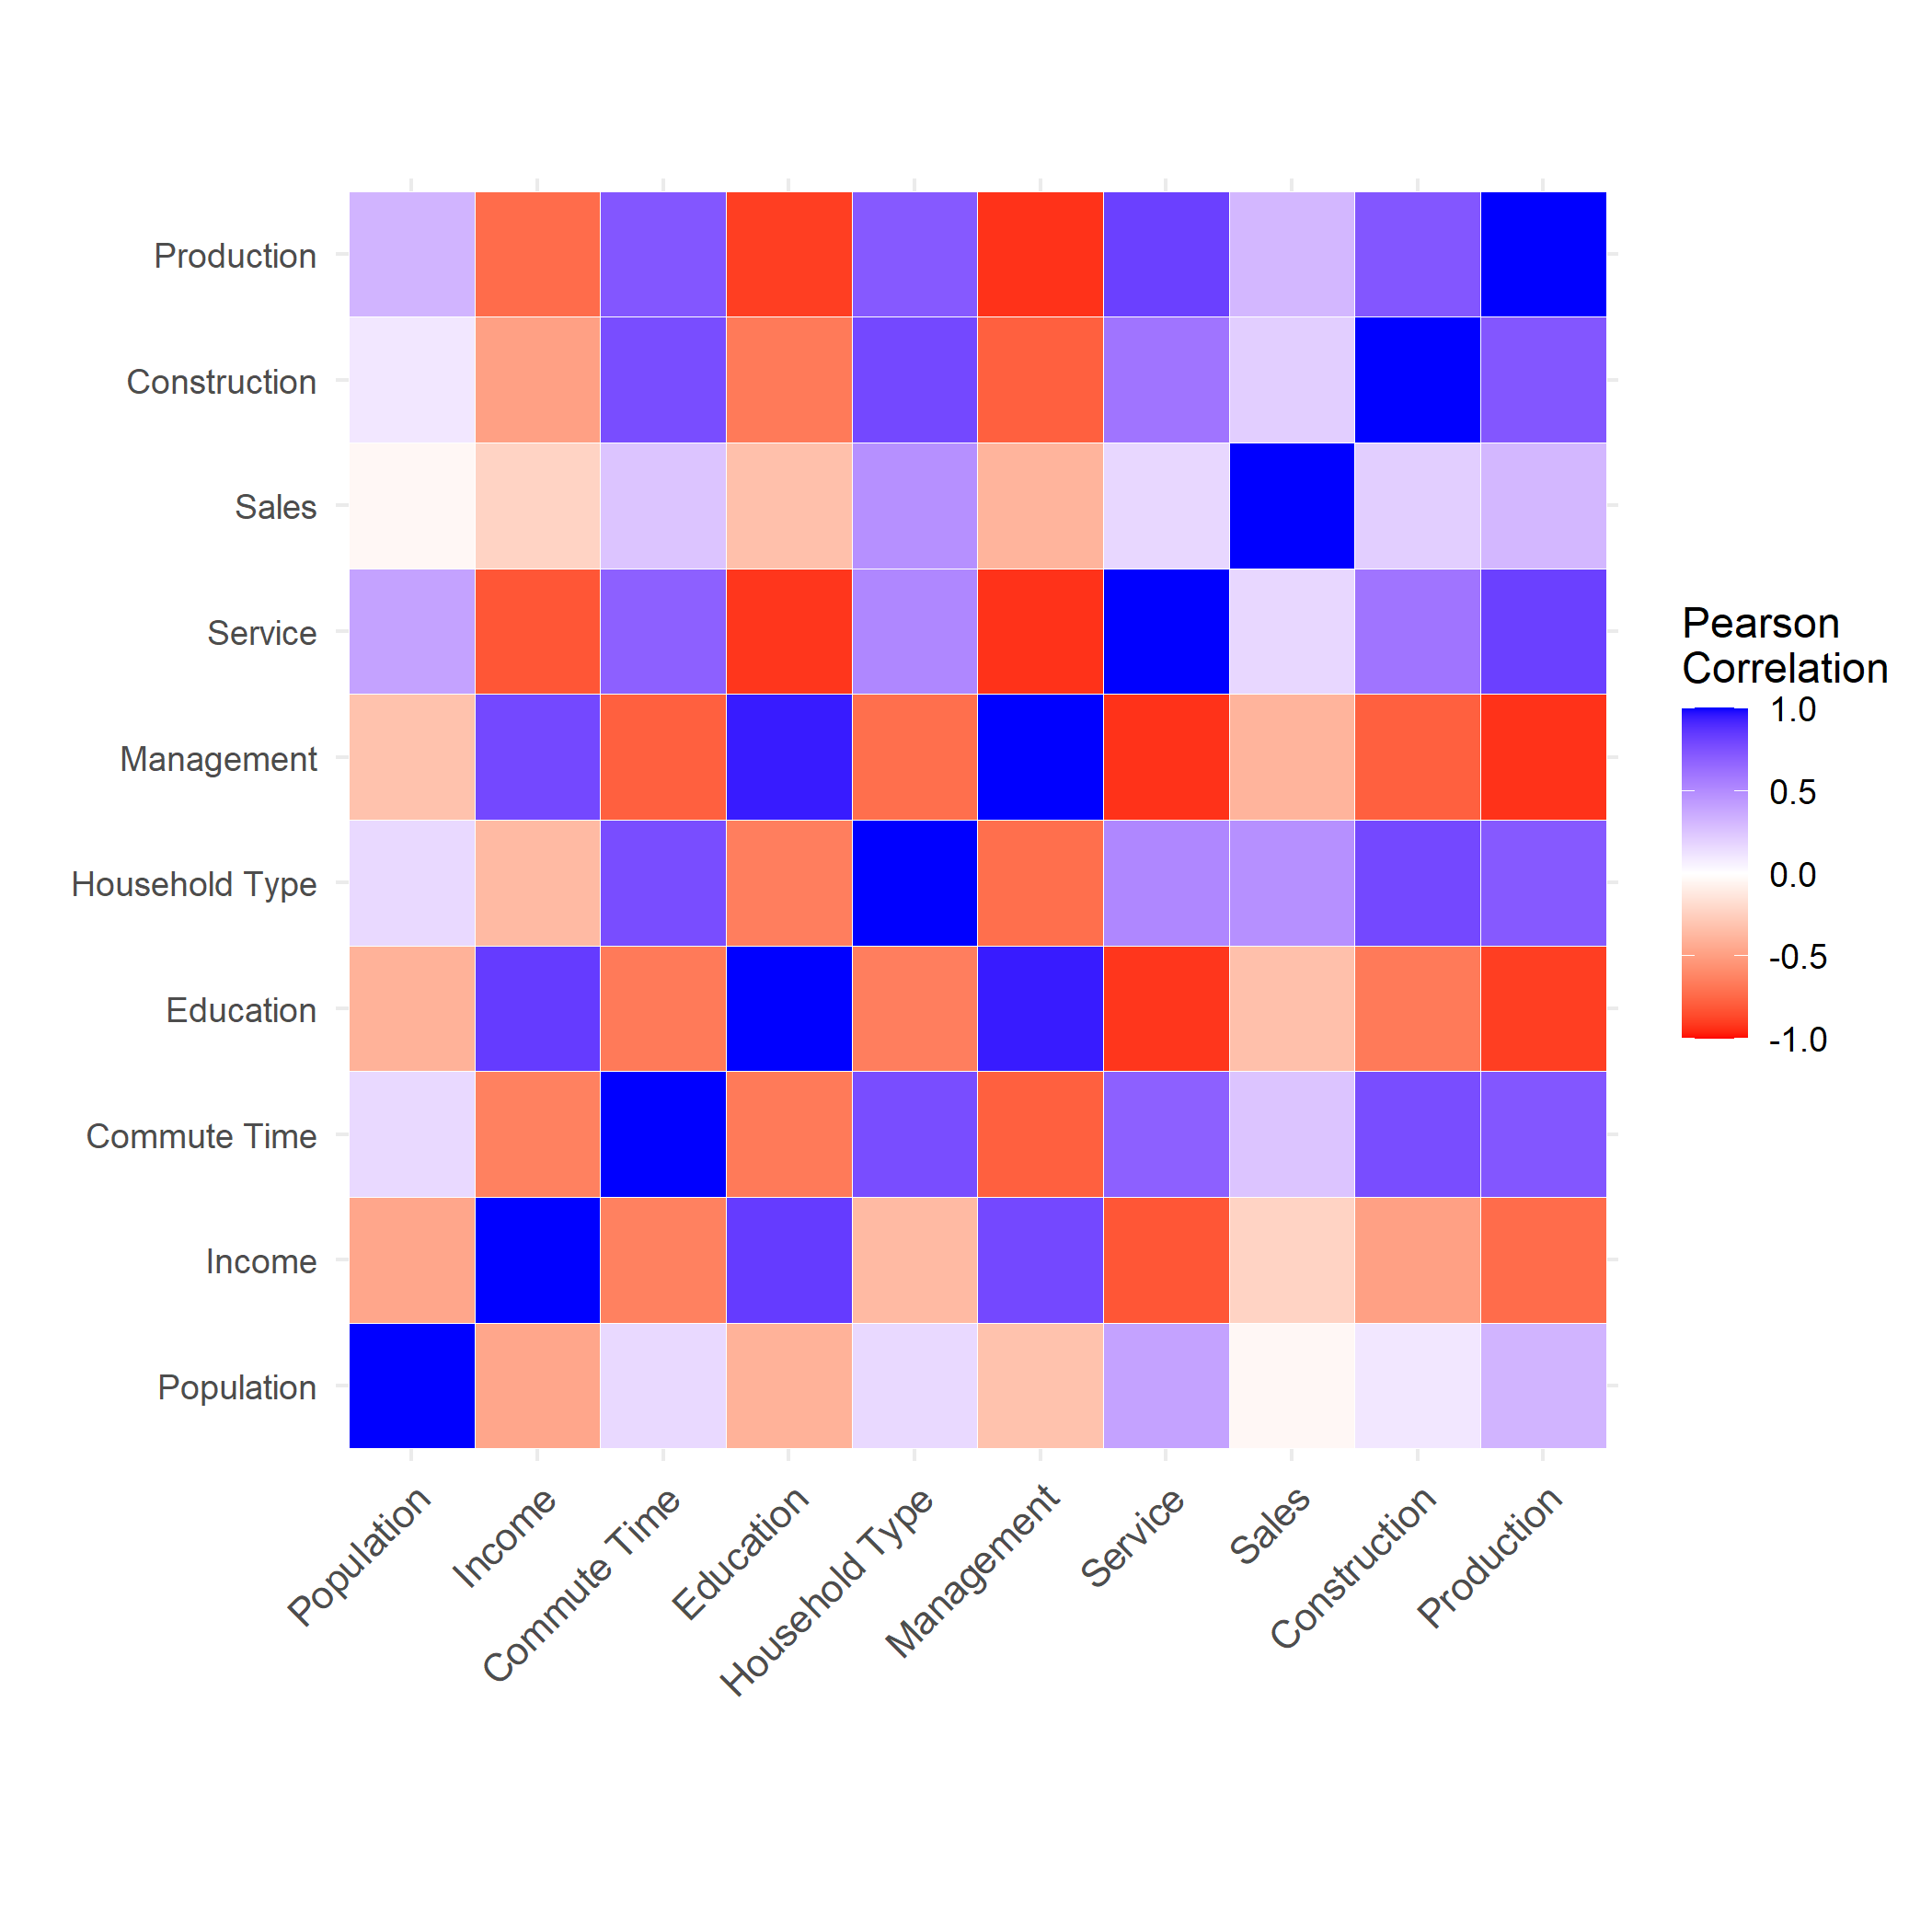 Production
Construction
Sales
Service
Management
Household Type
Education
Commute Time
Income
Population
Population
Income
Commute Time
Education
Household Type
Management
Service
Sales
Construction
Production
Pearson
Correlation
1.0
0.5
0.0
-0.5
-1.0